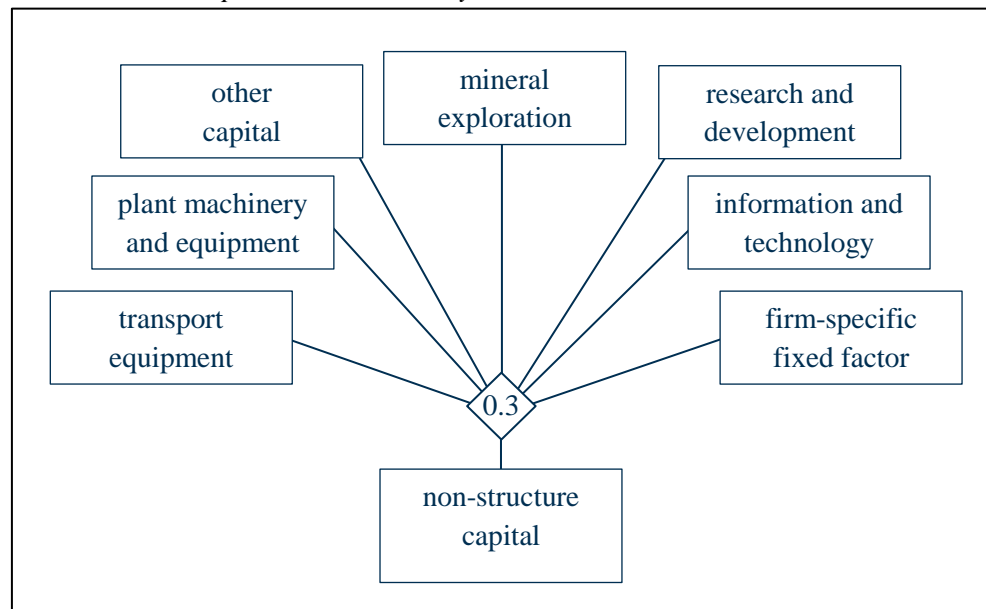 other
capital
mineral
exploration
research and
development
plant machinery
and equipment
information and
technology
transport
equipment
firm-specific
fixed factor
0.3
non-structure
capital